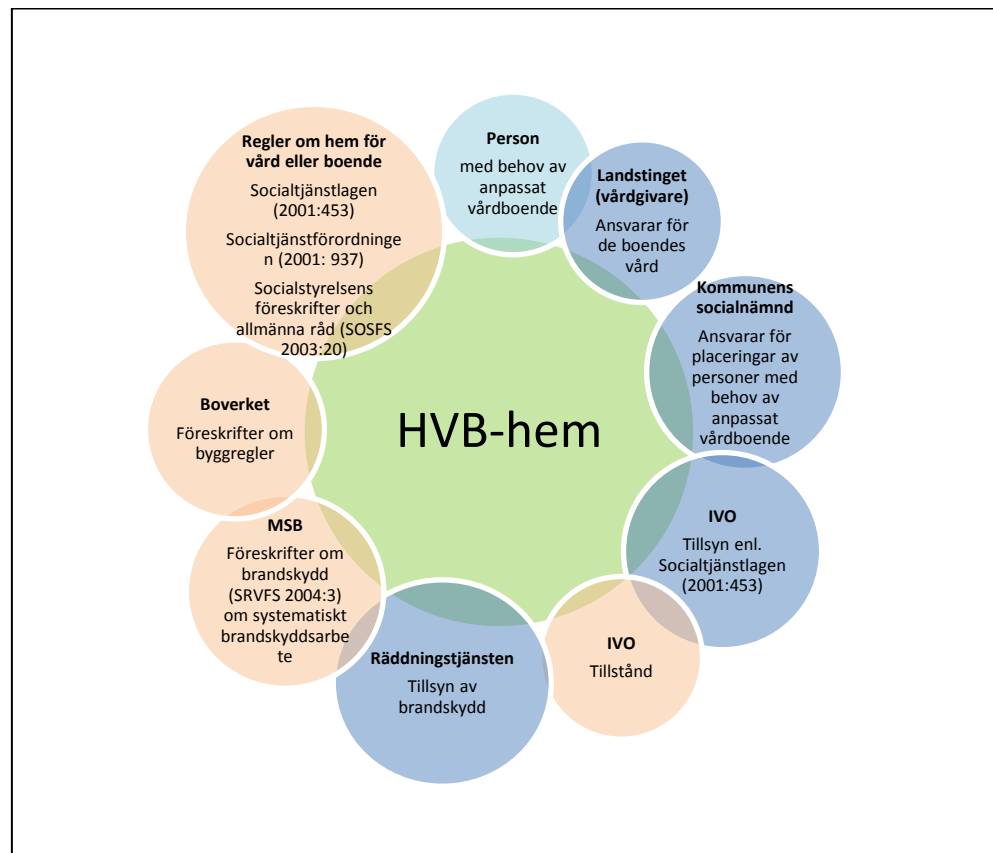 Regler om hem för
vård eller boende
Socialtjänstlagen
(2001:453)
Socialtjänstförordninge
n (2001: 937)
Socialstyrelsens
föreskrifter och
allmänna råd (SOSFS
2003:20)
Person
med behov av
anpassat
vårdboende
Landstinget
(vårdgivare)
Ansvarar för
de boendes
vård
Kommunens
socialnämnd
Ansvarar för
placeringar av
personer med
behov av
anpassat
vårdboende
HVB-hem
Boverket
Föreskrifter om
byggregler
MSB
Föreskrifter om
brandskydd
(SRVFS 2004:3)
om systematiskt
brandskyddsarbe
te
Räddningstjänsten
Tillsyn av
brandskydd
IVO
Tillstånd
IVO
Tillsyn enl.
Socialtjänstlagen
(2001:453)